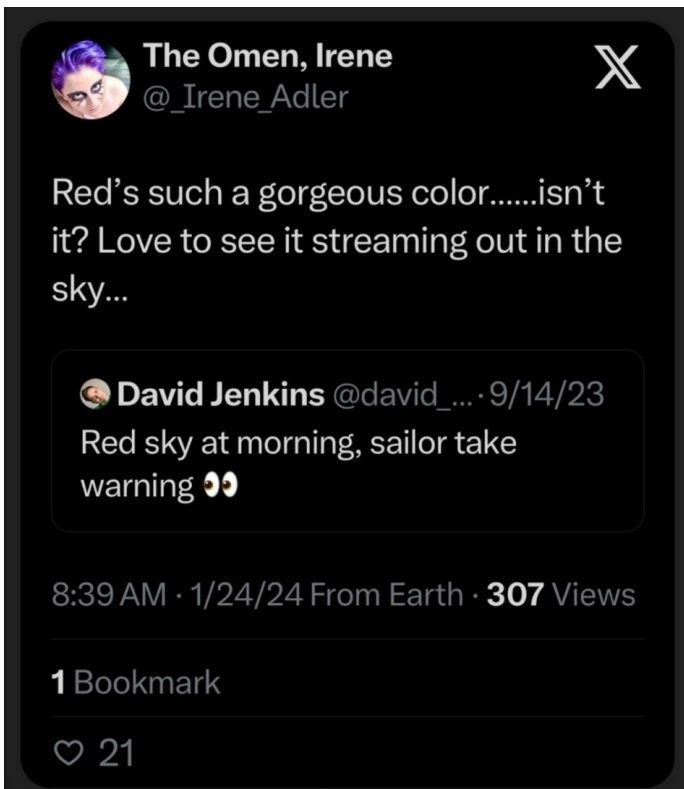 The Omen, Irene
@_Irene_Adler
Red’s such a gorgeous color......isn’t
it? Love to see it streaming out in the
sky...
David Jenkins @david_... · 9/14/23
Red sky at morning, sailor take
warning 👀
8:39 AM · 1/24/24 From Earth · 307 Views
1 Bookmark
21